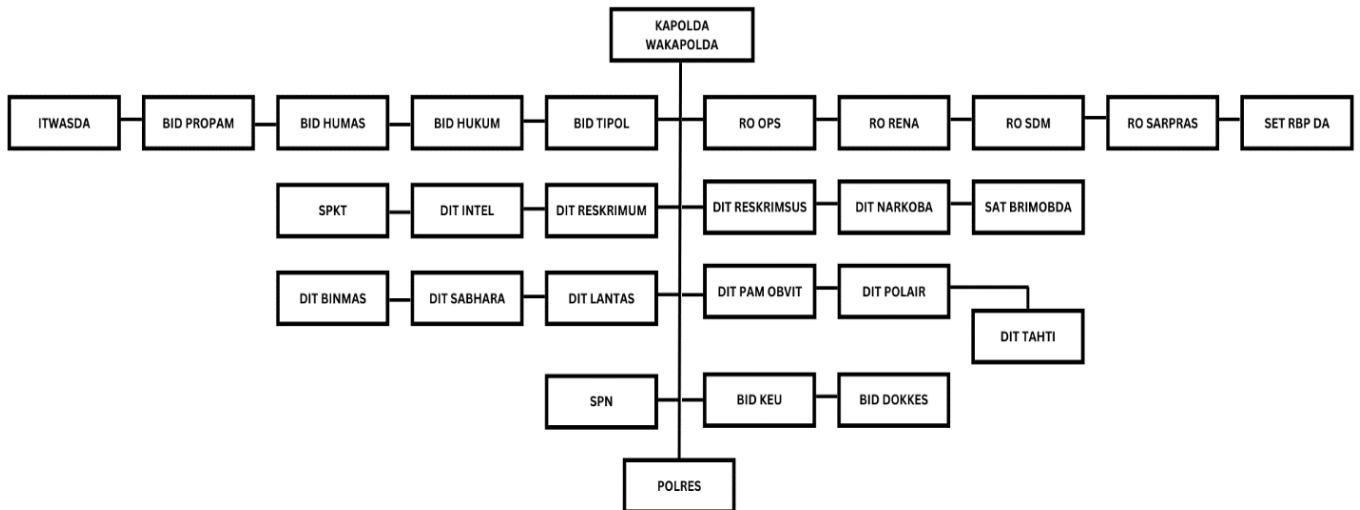 KAPOLDA
WAKAPOLDA
ITWASDA
BID PROPAM
BID HUMAS
BID HUKUM
BID TIPOL
RO OPS
RO RENA
RO SDM
RO SARPRAS
SET RBP DA
SPKT
DIT INTEL
DIT RESKRIMUM
DIT RESKRIMSUS
DIT NARKOBA
SAT BRIMOBDA
DIT BINMAS
DIT SABHARA
DIT LANTAS
DIT PAM OBVIT
DIT POLAIR
DIT TAHTI
SPN
BID KEU
BID DOKKES
POLRES